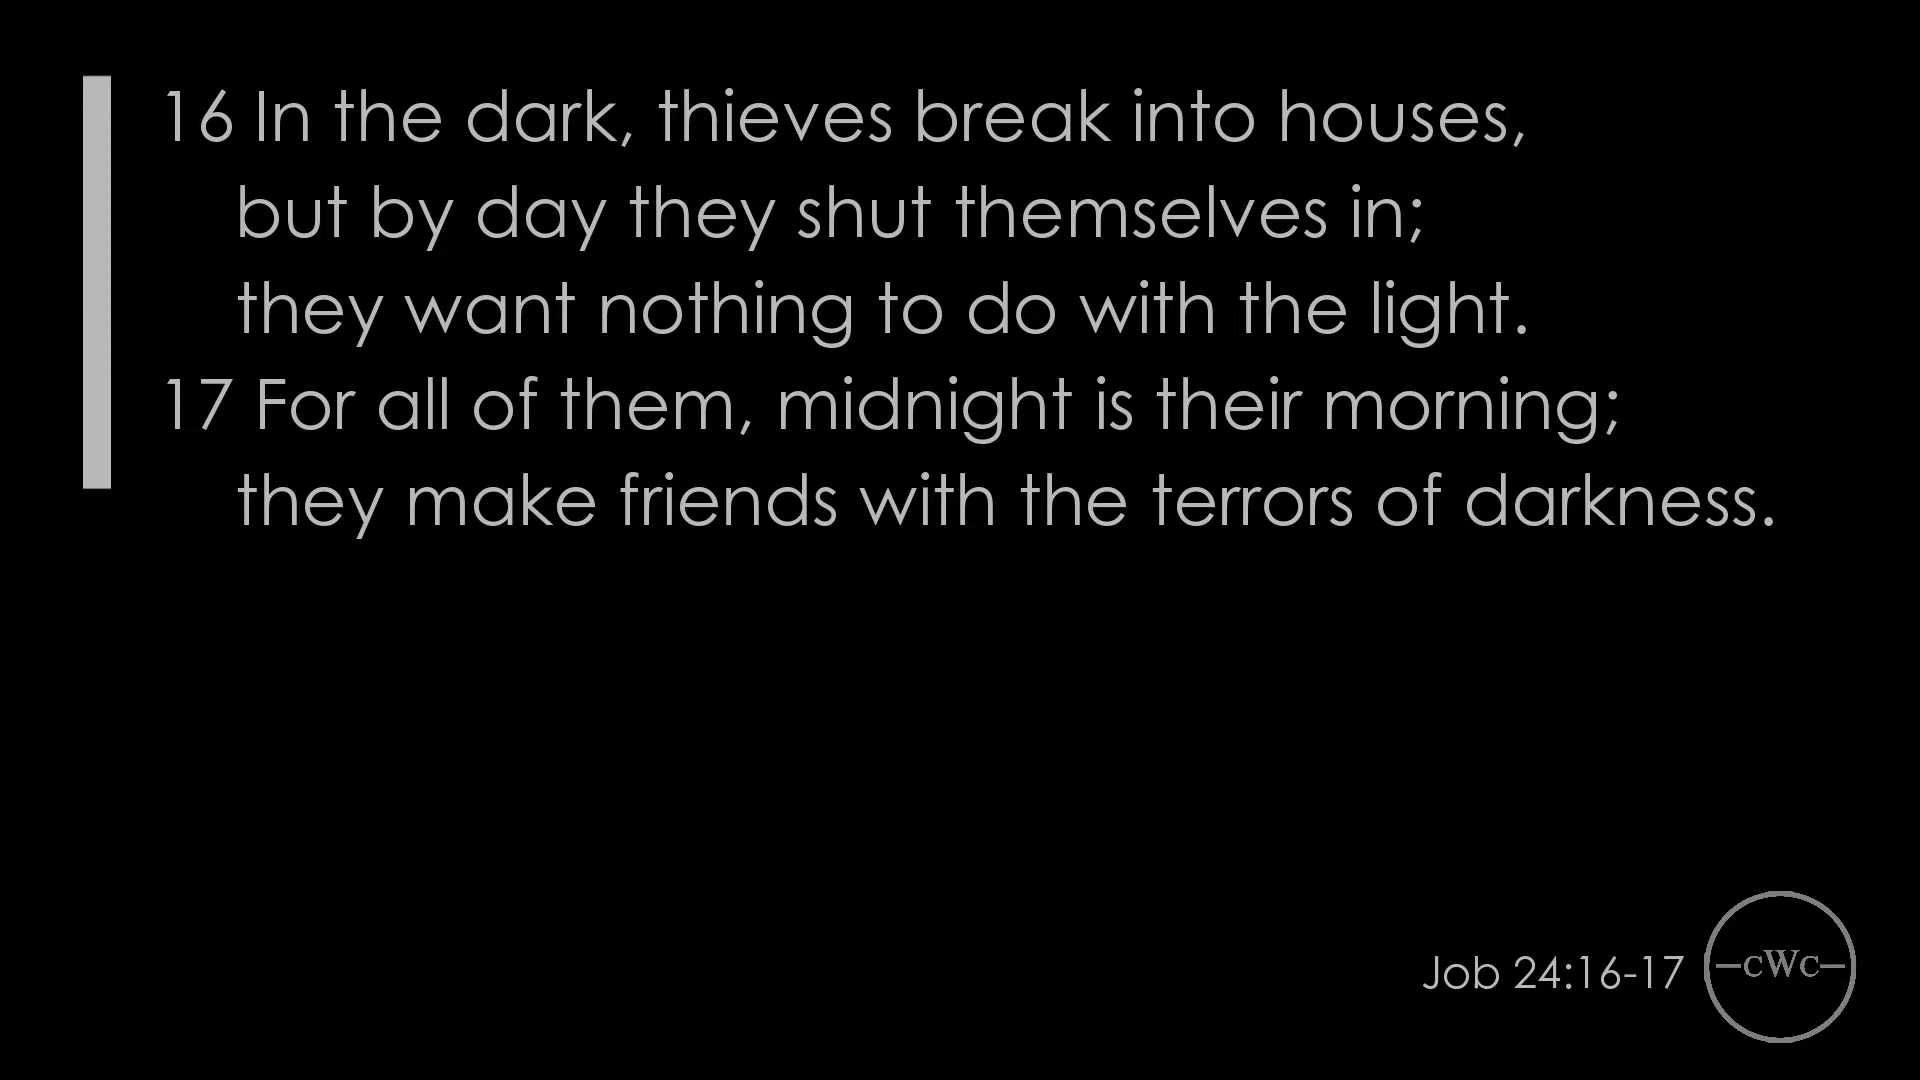 16 In the dark, thieves break into houses,
but by day they shut themselves in;
they want nothing to do with the light.
17 For all of them, midnight is their morning;
they make friends with the terrors of darkness.
Job 24:16-17
cWc